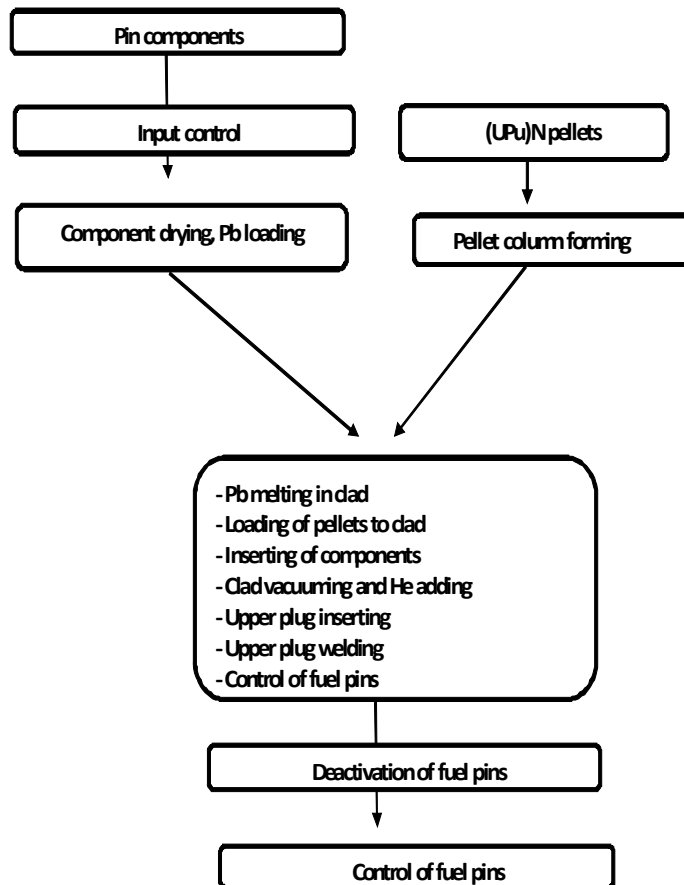 Pin components
Input control
(UPu)N pellets
Component drying, Pb loading
Pellet column forming
- Pb melting in clad
- Loading of pellets to clad
- Inserting of components
- Clad vacuuming and He adding
- Upper plug inserting
- Upper plug welding
- Control of fuel pins
Deactivation of fuel pins
Control of fuel pins